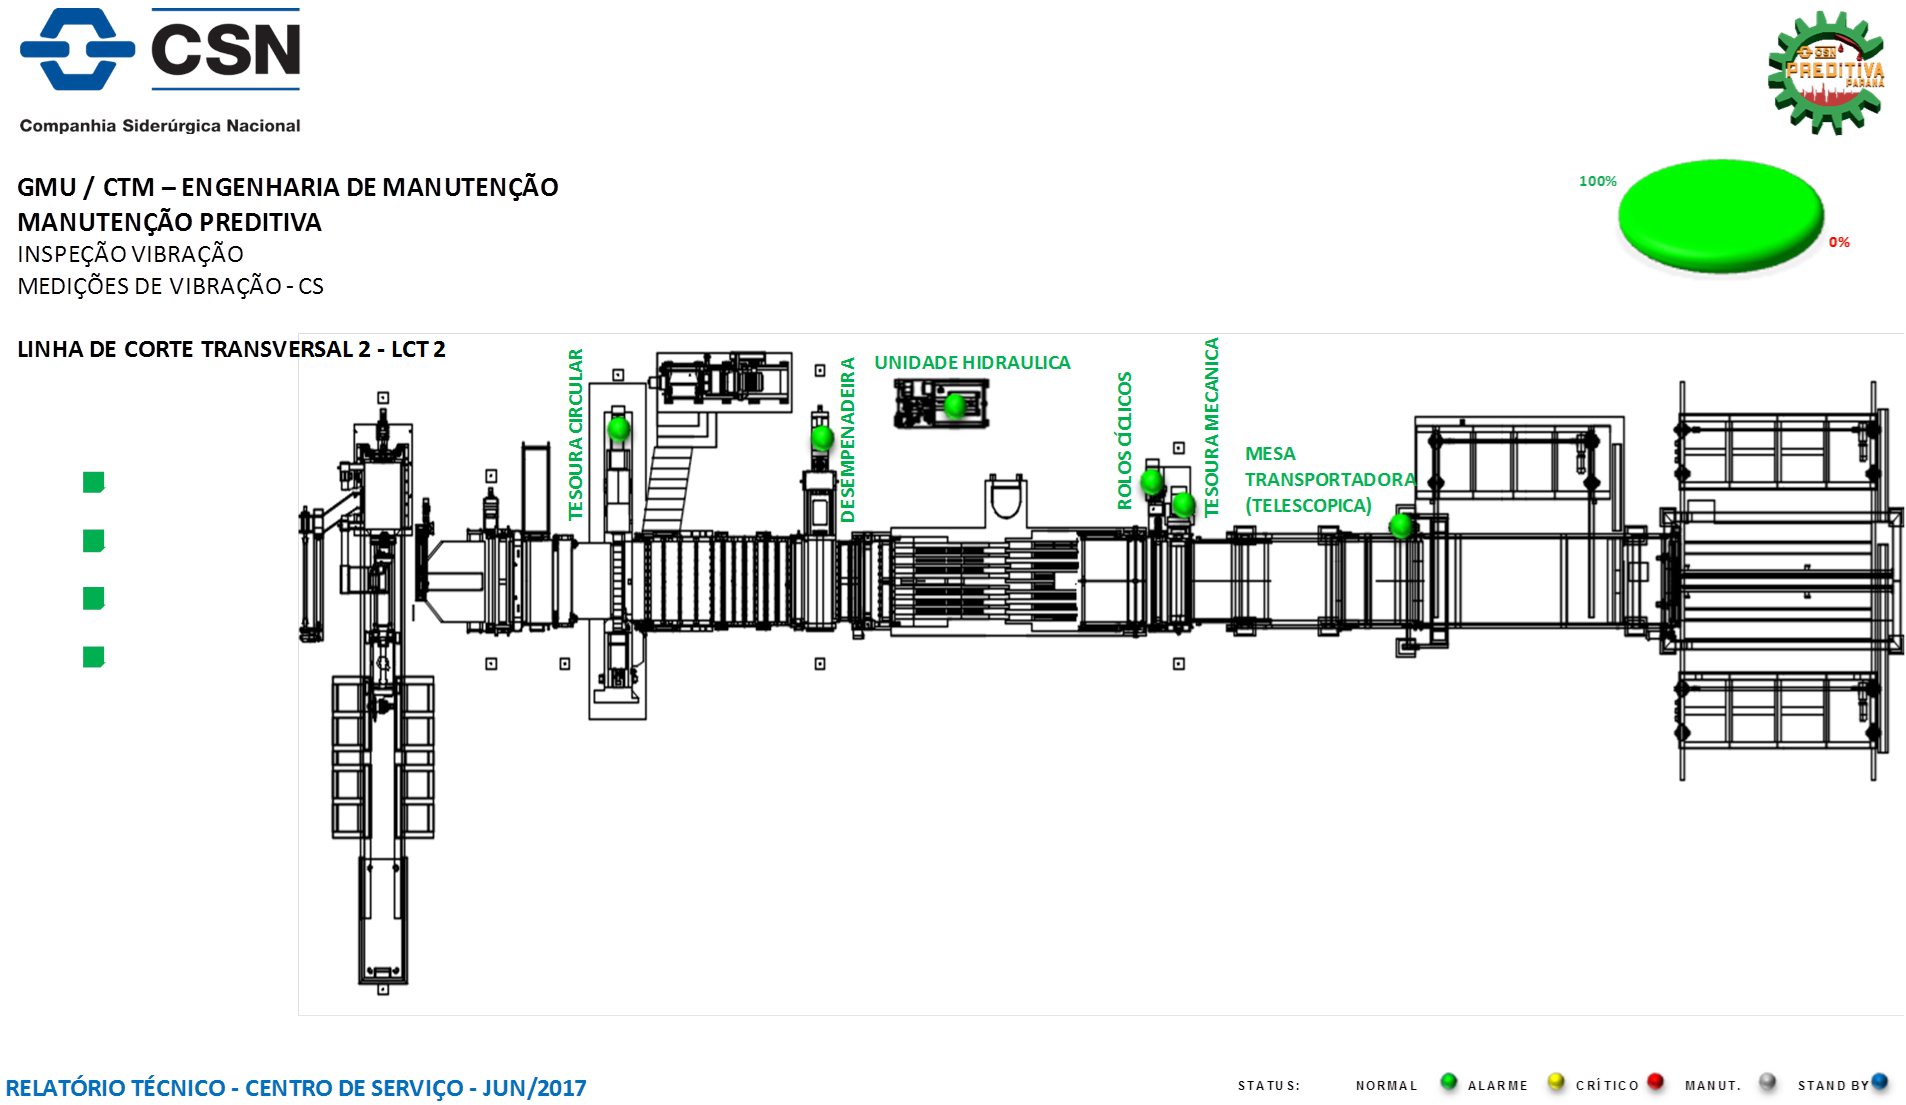 CSN
Companhia Siderúrgica Nacional
CSN
PREDITIVA
PARANÁ
GMU / CTM – ENGENHARIA DE MANUTENÇÃO
MANUTENÇÃO PREDITIVA
INSPEÇÃO VIBRAÇÃO
MEDIÇÕES DE VIBRAÇÃO - CS
100%
0%
LINHA DE CORTE TRANSVERSAL 2 - LCT 2
TESOURA CIRCULAR
DESEMPENADEIRA
UNIDADE HIDRAULICA
ROLOS CÍCLICOS
TESOURA MECANICA
MESA
TRANSPORTADORA
(TELESCOPICA)
RELATÓRIO TÉCNICO - CENTRO DE SERVIÇO - JUN/2017
STATUS: NORMAL ALARME CRÍTICO MANUT. STAND BY